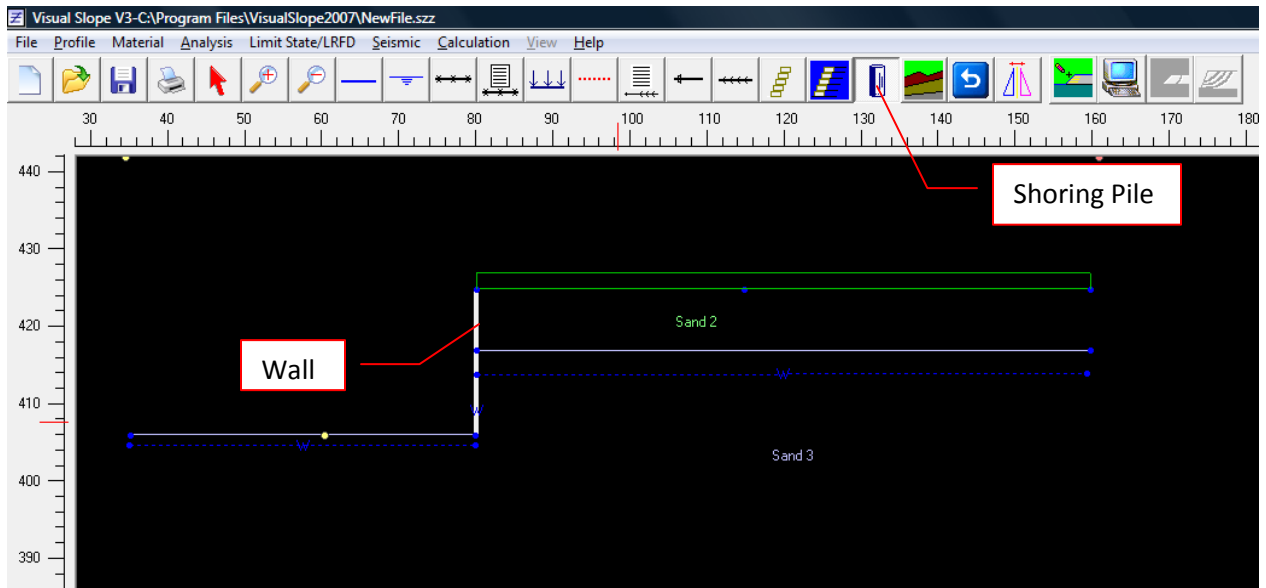 Visual Slope V3-C:\Program Files\VisualSlope2007\NewFile.szz
File Profile Material Analysis Limit State/LRFD Seismic Calculation View Help
30 40 50 60 70 80 90 100 110 120 130 140 150 160 170 180
440
Shoring Pile
430
420
Sand 2
Wall
W
410
W
W
Sand 3
400
390